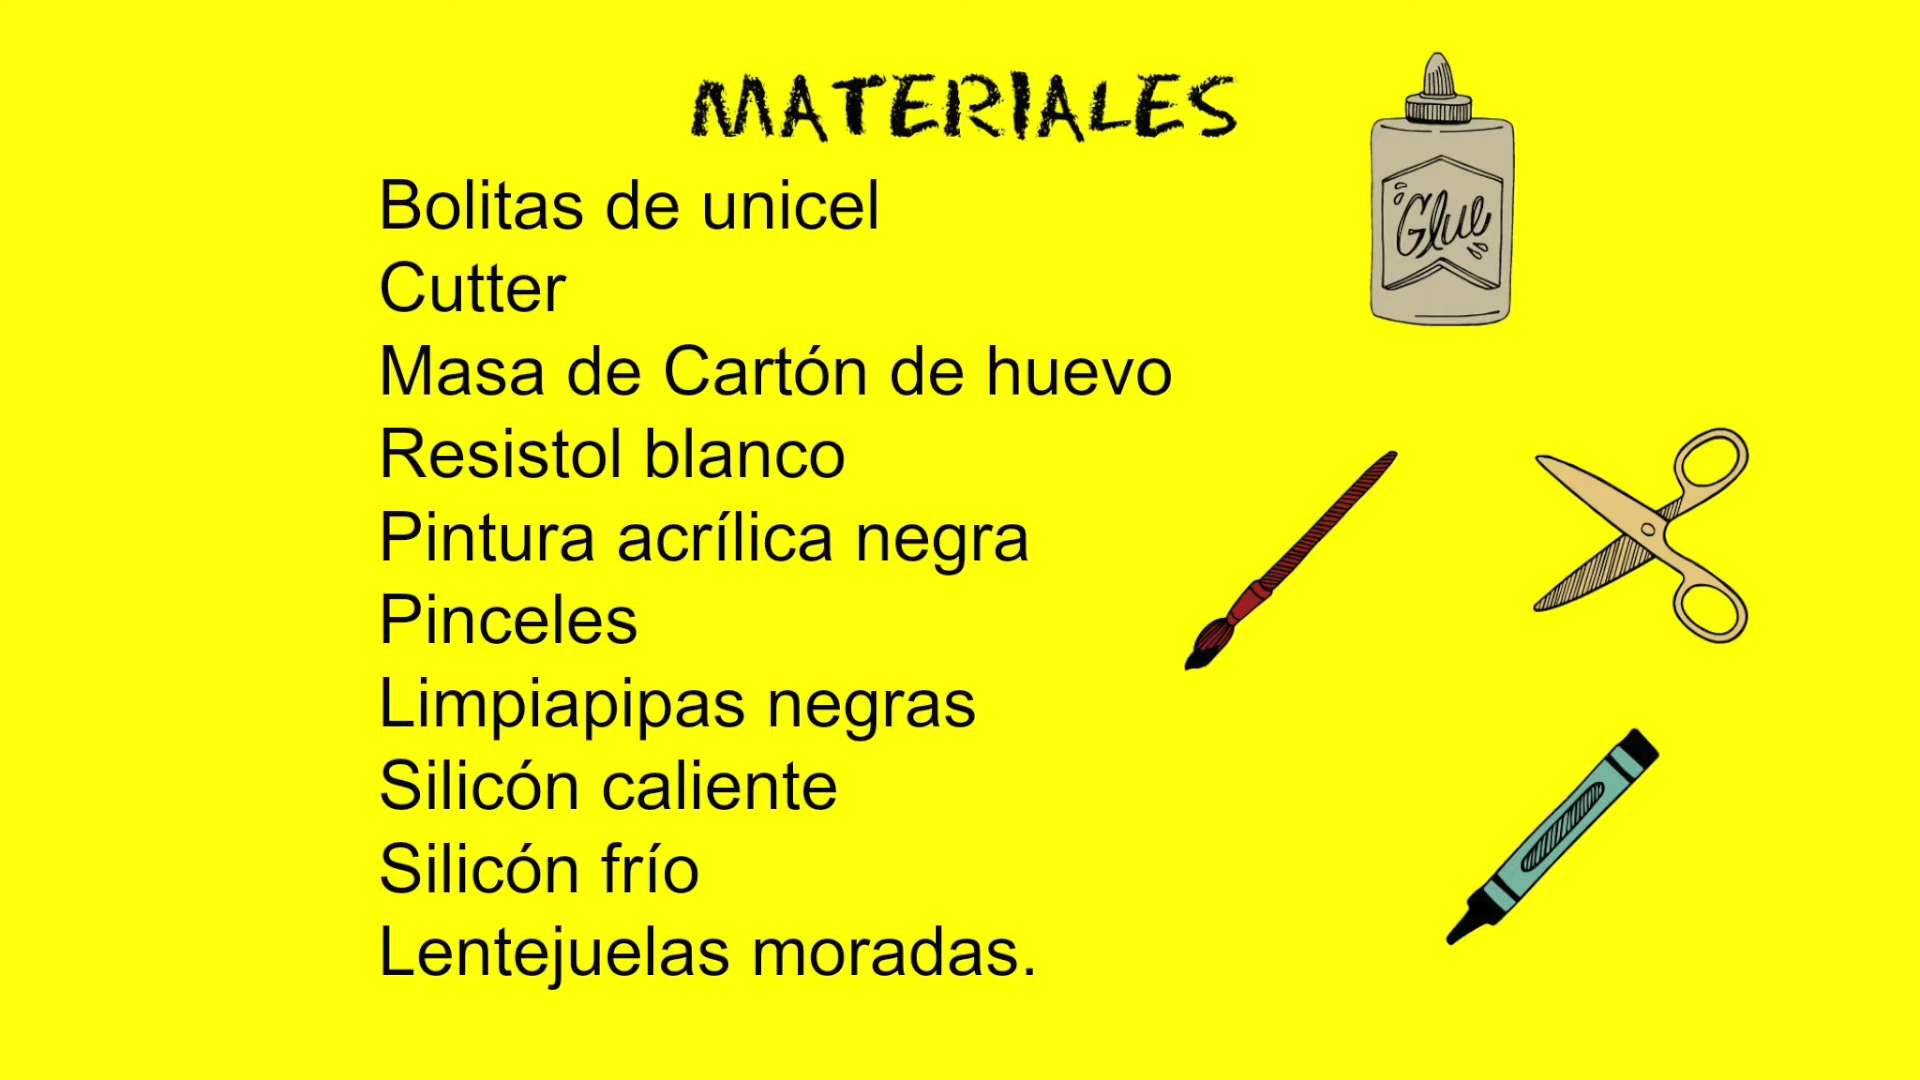 MATERIALES
Glue
Bolitas de unicel
Cutter
Masa de Cartón de huevo
Resistol blanco
Pintura acrílica negra
Pinceles
Limpiapipas negras
Silicón caliente
Silicón frío
Lentejuelas moradas.